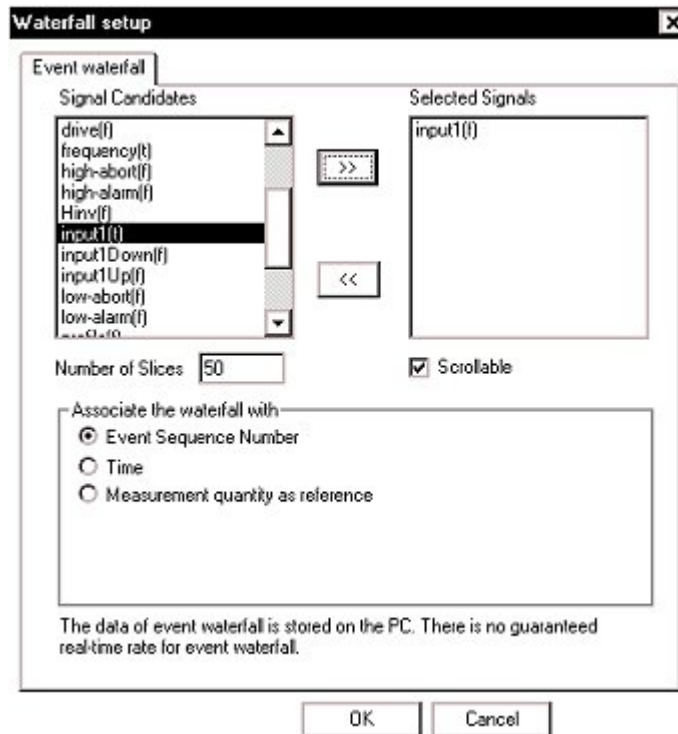 Waterfall setup
Event waterfall
Signal Candidates
drive(f)
frequency(t)
high-abort(f)
high-alarm(f)
Hinv(f)
input1(t)
input1Down(f)
input1Up(f)
low-abort(f)
low-alarm(f)
>>
<<
Selected Signals
input1(f)
Number of Slices 50
Scrollable
Associate the waterfall with
Event Sequence Number
Time
Measurement quantity as reference
The data of event waterfall is stored on the PC. There is no guaranteed
real-time rate for event waterfall.
OK Cancel